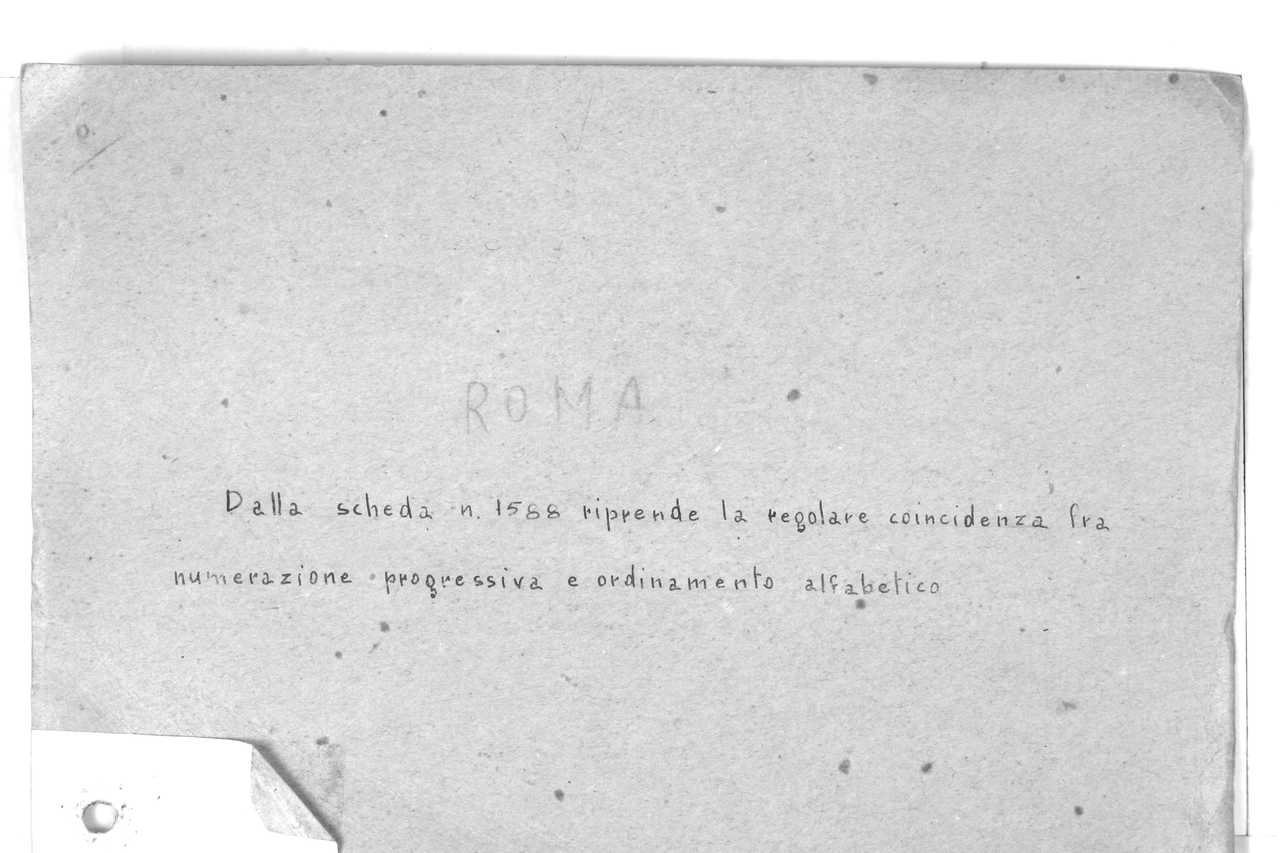 ROMA
Dalla scheda n. 1588 riprende la regolare coincidenza fra
numerazione progressiva e ordinamento alfabetico